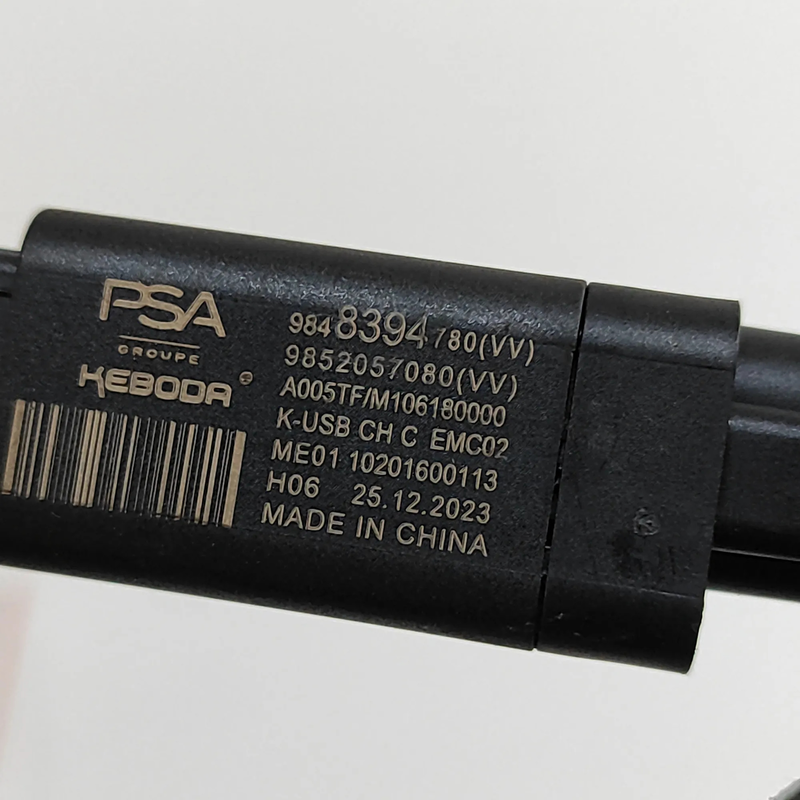 PSA
GROUPE
KEBODA®
9848394780(VV)
9852057080(VV)
A005TF/M106180000
K-USB CH C EMC02
ME01 10201600113
H06 25.12.2023
MADE IN CHINA